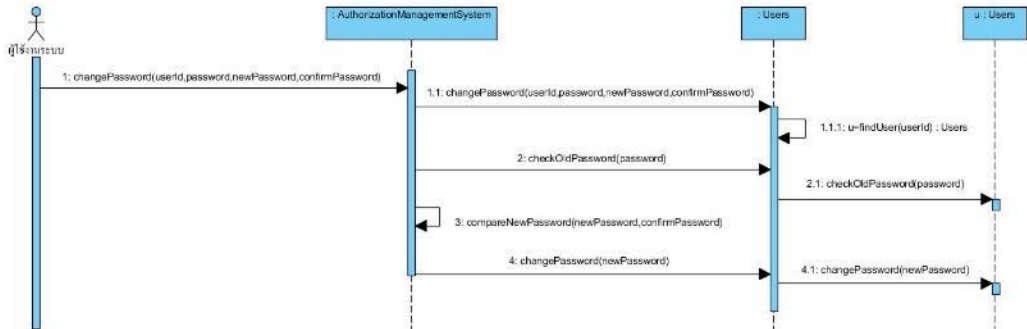 : AuthorizationManagementSystem
: Users
u : Users
ผู้ใช้งานระบบ
1: changePassword(userId,password,newPassword,confirmPassword)
1.1: changePassword(userId,password,newPassword,confirmPassword)
1.1.1: u=findUser(userId) : Users
2: checkOldPassword(password)
2.1: checkOldPassword(password)
3: compareNewPassword(newPassword,confirmPassword)
4: changePassword(newPassword)
4.1: changePassword(newPassword)